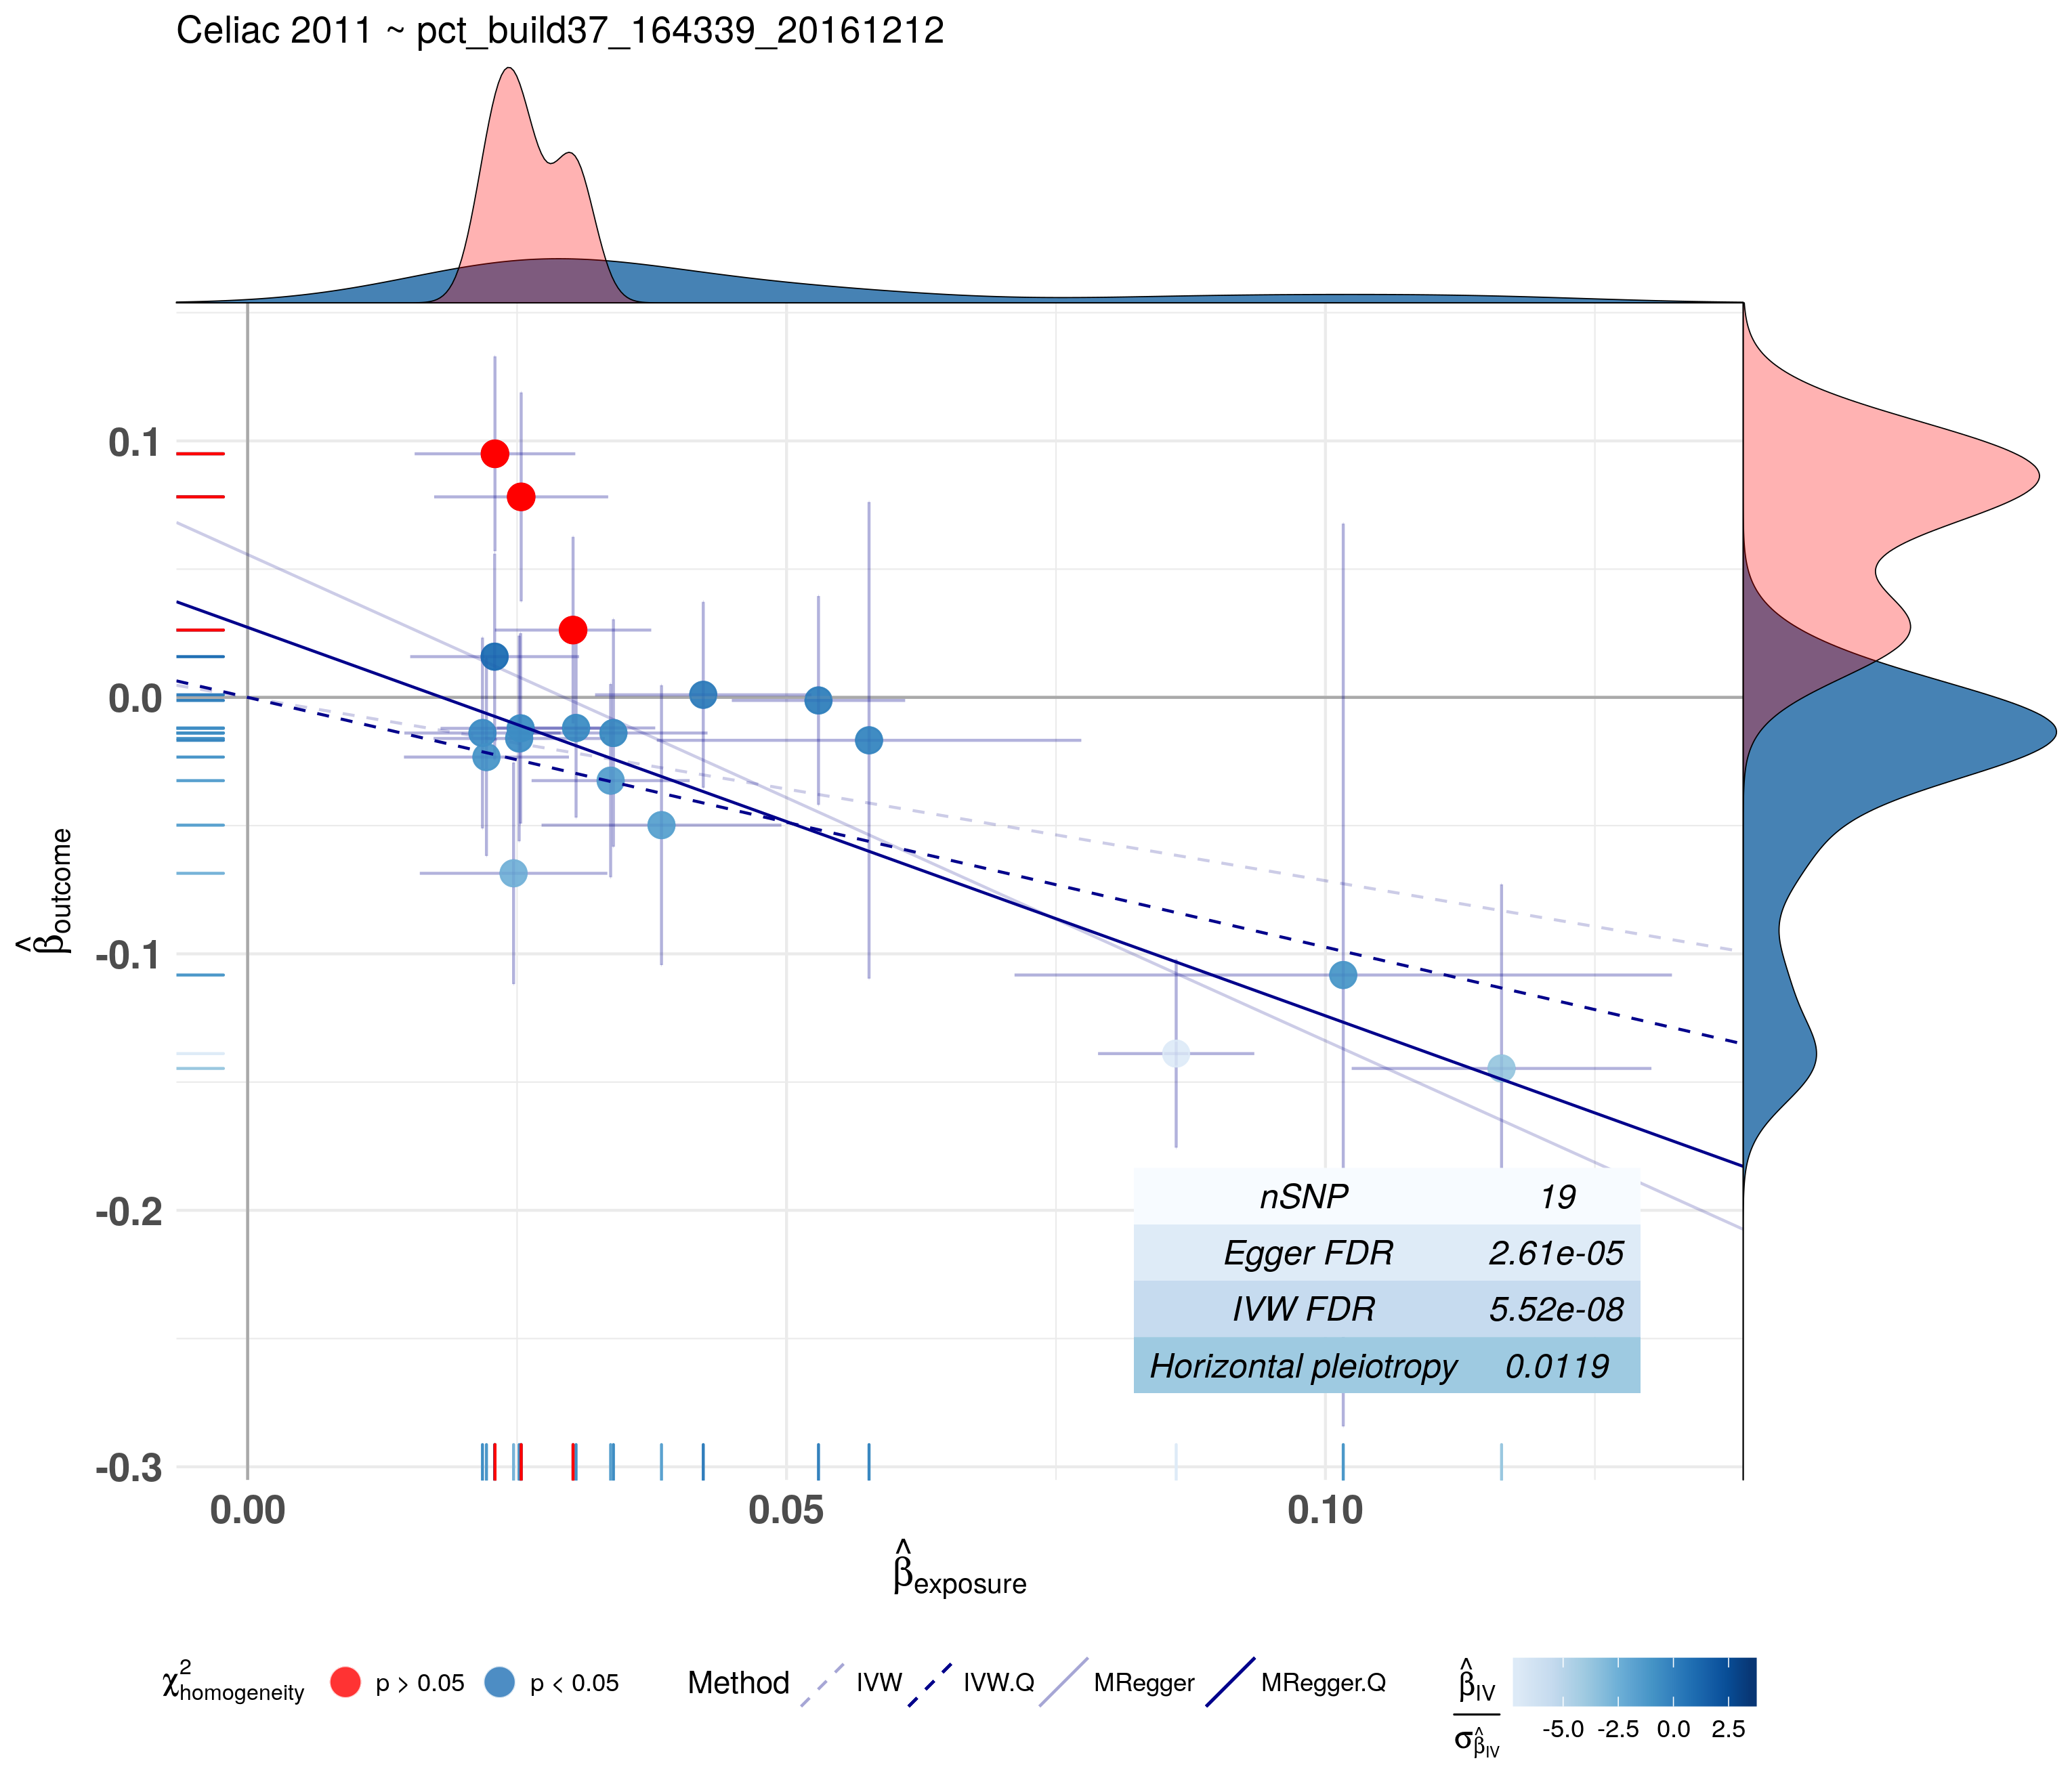 Celiac 2011 ~ pct_build37_164339_20161212
0.1
0.0
-0.1
-0.2
-0.3
β̂outcome
nSNP 19
Egger FDR 2.61e-05
IVW FDR 5.52e-08
Horizontal pleiotropy 0.0119
0.00 0.05 0.10
β̂exposure
χ²homogeneity p > 0.05 p < 0.05 Method IVW IVW.Q MRegger MRegger.Q
β̂IV
σβ̂IV
-5.0 -2.5 0.0 2.5